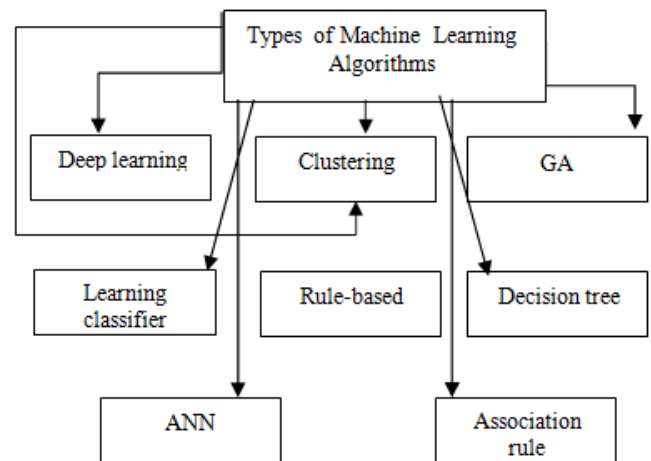 Types of Machine Learning
Algorithms
Deep learning
Clustering
GA
Learning
classifier
Rule-based
Decision tree
ANN
Association
rule